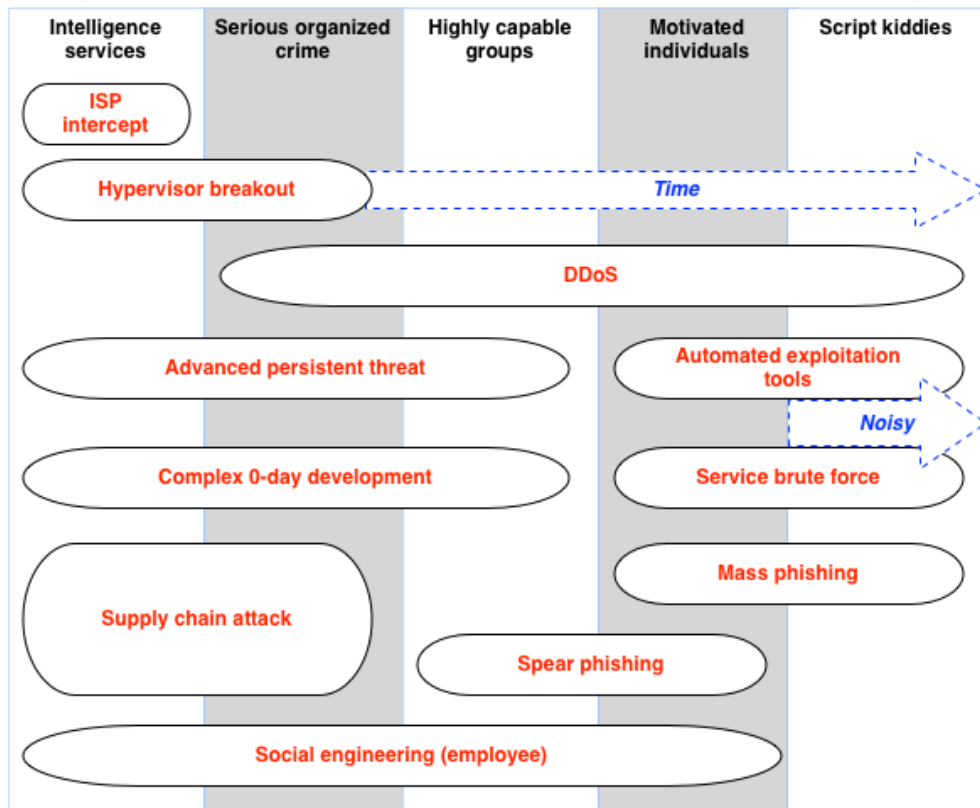 Intelligence
services
Serious organized
crime
Highly capable
groups
Motivated
individuals
Script kiddies
ISP
intercept
Hypervisor breakout
Time
DDoS
Advanced persistent threat
Automated exploitation
tools
Noisy
Complex 0-day development
Service brute force
Mass phishing
Supply chain attack
Spear phishing
Social engineering (employee)